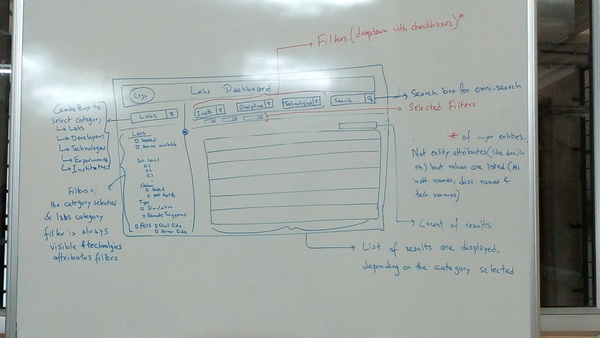 Filters (dropdown with checkboxes)*
Logo
Labs Dashboard
Search box for omni-search
Selected Filters
Combo Box to
select category
↳ Labs
↳ Developers
↳ Technologies
↳ Experiments
↳ Institutes
Labs
Insti
Discipline
Technologies
Search
Labs
hosted
source available
Int. Level
1
2
3
Status
hosted
not hosted
Type
Simulation
Remote Triggered
FOSS
Client Side
Server Side
Filters,
the category selected
& labs category
filter is always
visible & technologies
attributes filters
* of major entities.
Not entity attributes (like
etc) but values are listed (All
inst. names, disc. names &
tech. names)
Count of results
List of results are displayed,
depending on the category selected